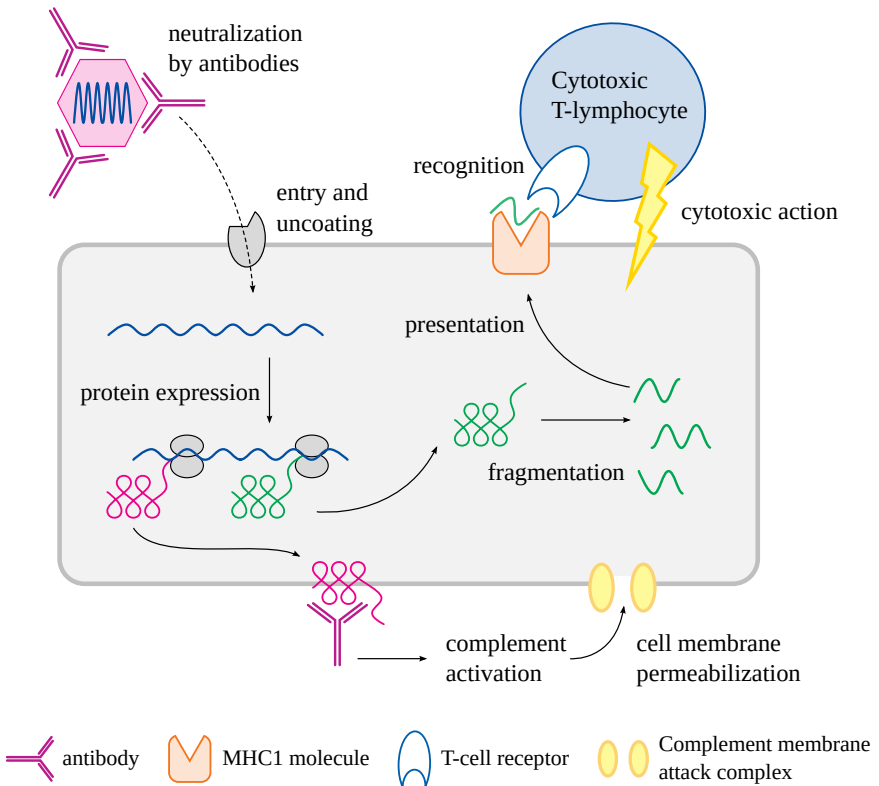 neutralization
by antibodies
Cytotoxic
T-lymphocyte
recognition
entry and
uncoating
cytotoxic action
presentation
protein expression
fragmentation
complement
activation
cell membrane
permeabilization
antibody
MHC1 molecule
T-cell receptor
Complement membrane
attack complex